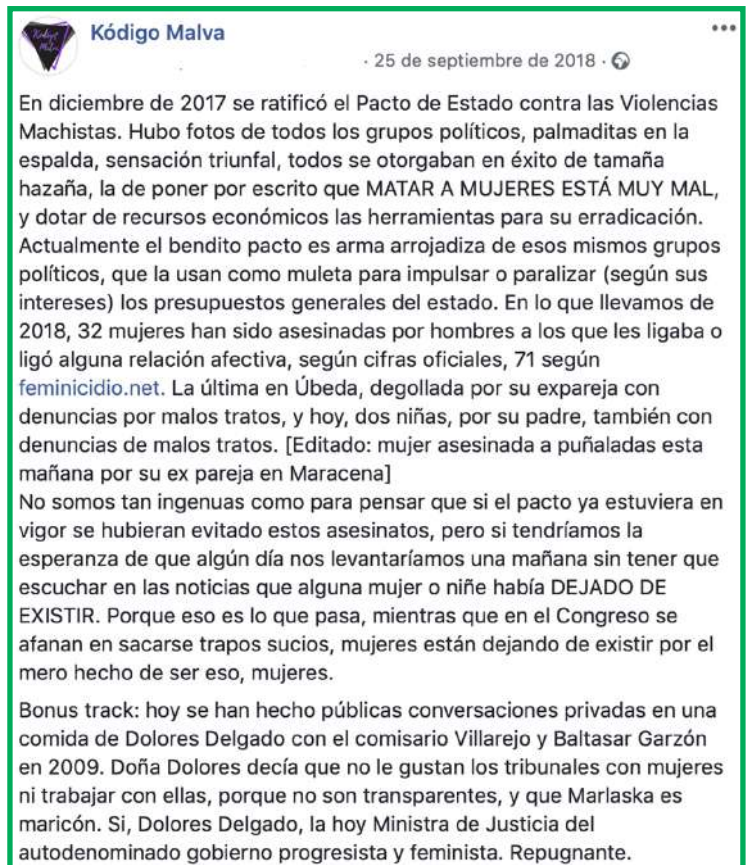 Kódigo Malva
Kódigo Malva
· 25 de septiembre de 2018 ·
En diciembre de 2017 se ratificó el Pacto de Estado contra las Violencias
Machistas. Hubo fotos de todos los grupos políticos, palmaditas en la
espalda, sensación triunfal, todos se otorgaban en éxito de tamaña
hazaña, la de poner por escrito que MATAR A MUJERES ESTÁ MUY MAL,
y dotar de recursos económicos las herramientas para su erradicación.
Actualmente el bendito pacto es arma arrojadiza de esos mismos grupos
políticos, que la usan como muleta para impulsar o paralizar (según sus
intereses) los presupuestos generales del estado. En lo que llevamos de
2018, 32 mujeres han sido asesinadas por hombres a los que les ligaba o
ligó alguna relación afectiva, según cifras oficiales, 71 según
feminicidio.net. La última en Úbeda, degollada por su expareja con
denuncias por malos tratos, y hoy, dos niñas, por su padre, también con
denuncias de malos tratos. [Editado: mujer asesinada a puñaladas esta
mañana por su ex pareja en Maracena]
No somos tan ingenuas como para pensar que si el pacto ya estuviera en
vigor se hubieran evitado estos asesinatos, pero si tendríamos la
esperanza de que algún día nos levantaríamos una mañana sin tener que
escuchar en las noticias que alguna mujer o niñe había DEJADO DE
EXISTIR. Porque eso es lo que pasa, mientras que en el Congreso se
afanan en sacarse trapos sucios, mujeres están dejando de existir por el
mero hecho de ser eso, mujeres.
Bonus track: hoy se han hecho públicas conversaciones privadas en una
comida de Dolores Delgado con el comisario Villarejo y Baltasar Garzón
en 2009. Doña Dolores decía que no le gustan los tribunales con mujeres
ni trabajar con ellas, porque no son transparentes, y que Marlaska es
maricón. Si, Dolores Delgado, la hoy Ministra de Justicia del
autodenominado gobierno progresista y feminista. Repugnante.